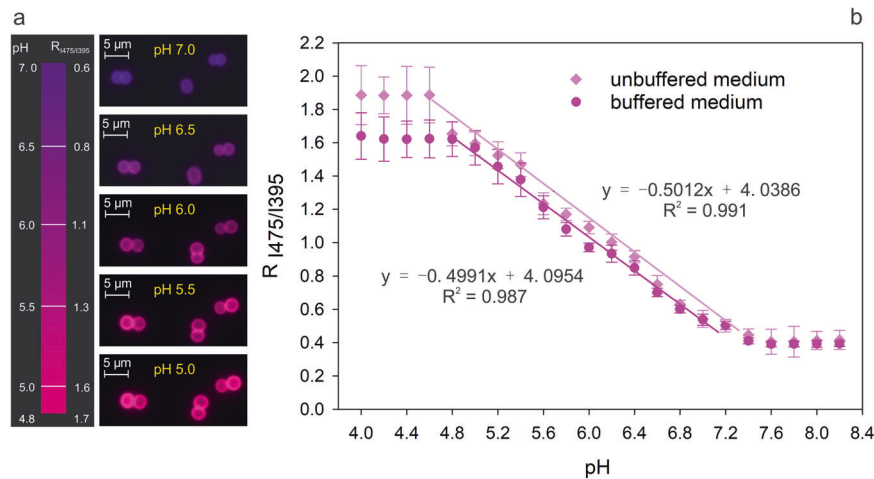 a
pH
R I475/I395
7.0
0.6
6.5
0.8
6.0
1.1
5.5
1.3
5.0
1.6
4.8
1.7
5 µm
pH 7.0
5 µm
pH 6.5
5 µm
pH 6.0
5 µm
pH 5.5
5 µm
pH 5.0
b
R I475/I395
2.2
2.0
1.8
1.6
1.4
1.2
1.0
0.8
0.6
0.4
0.2
0.0
unbuffered medium
buffered medium
y = −0.5012x + 4.0386
R² = 0.991
y = −0.4991x + 4.0954
R² = 0.987
4.0 4.4 4.8 5.2 5.6 6.0 6.4 6.8 7.2 7.6 8.0 8.4
pH